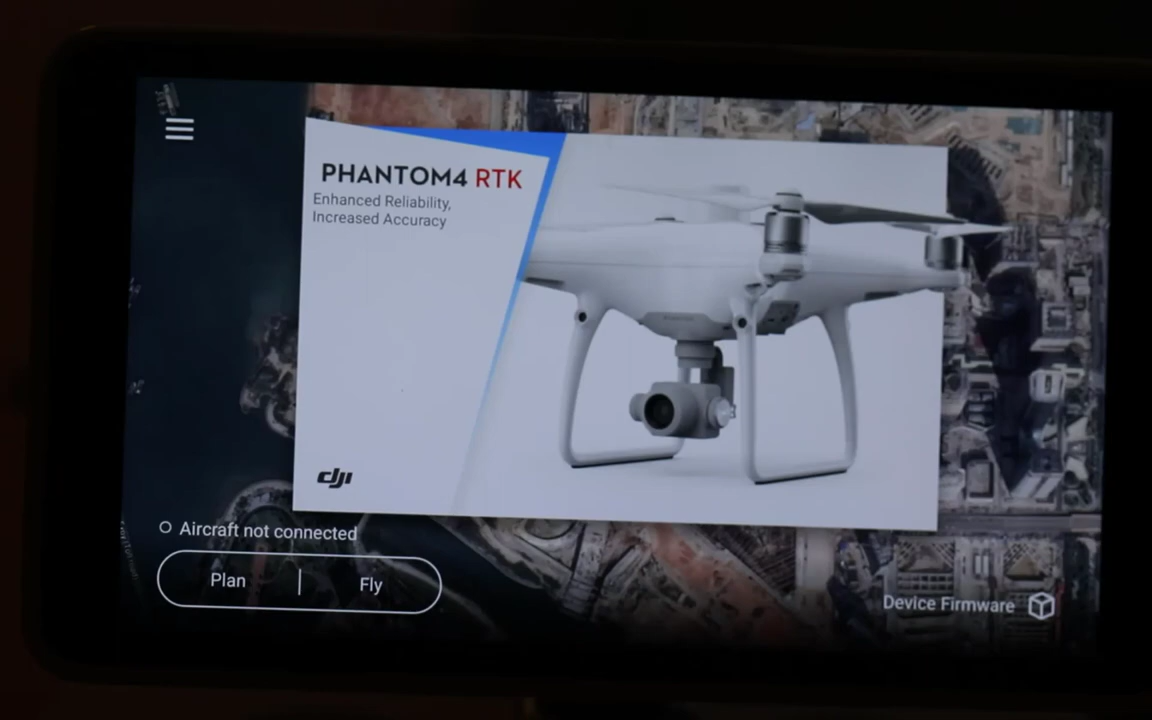 PHANTOM4 RTK
Enhanced Reliability,
Increased Accuracy
dji
Aircraft not connected
Plan | Fly
Device Firmware